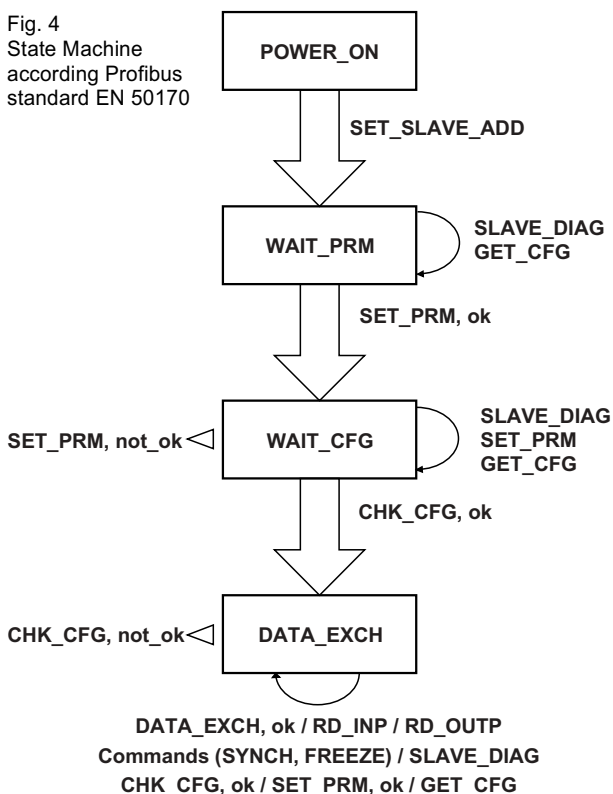 Fig. 4
State Machine
according Profibus
standard EN 50170
POWER_ON
SET_SLAVE_ADD
WAIT_PRM
SLAVE_DIAG
GET_CFG
SET_PRM, ok
SET_PRM, not_ok
WAIT_CFG
SLAVE_DIAG
SET_PRM
GET_CFG
CHK_CFG, ok
CHK_CFG, not_ok
DATA_EXCH
DATA_EXCH, ok / RD_INP / RD_OUTP
Commands (SYNCH, FREEZE) / SLAVE_DIAG
CHK_CFG, ok / SET_PRM, ok / GET_CFG